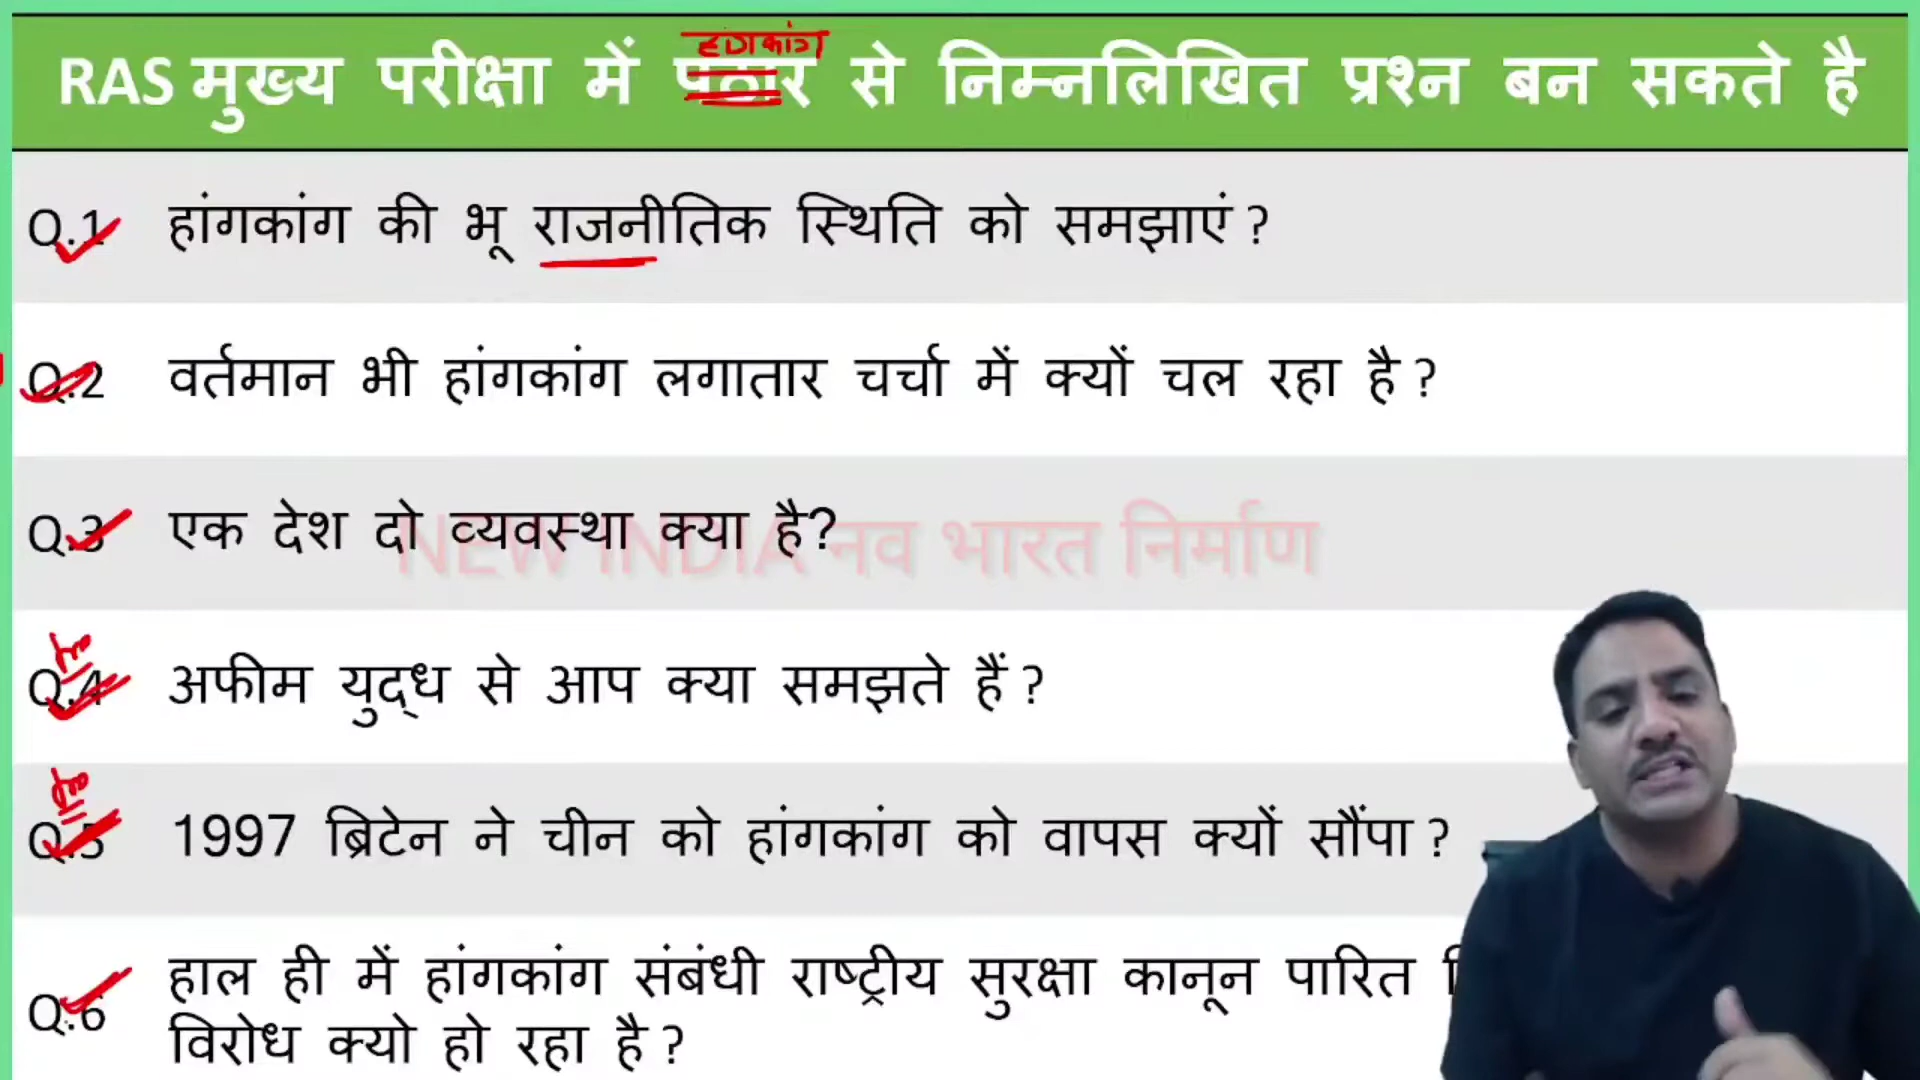 हांगकांग
RAS मुख्य परीक्षा में पठार से निम्नलिखित प्रश्न बन सकते है
Q.1 हांगकांग की भू राजनीतिक स्थिति को समझाएं ?
Q.2 वर्तमान भी हांगकांग लगातार चर्चा में क्यों चल रहा है ?
Q.3 एक देश दो व्यवस्था क्या है?
NEW INDIA नव भारत निर्माण
Q.4 अफीम युद्ध से आप क्या समझते हैं ?
Q.5 1997 ब्रिटेन ने चीन को हांगकांग को वापस क्यों सौंपा ?
Q.6 हाल ही में हांगकांग संबंधी राष्ट्रीय सुरक्षा कानून पारित
विरोध क्यो हो रहा है ?